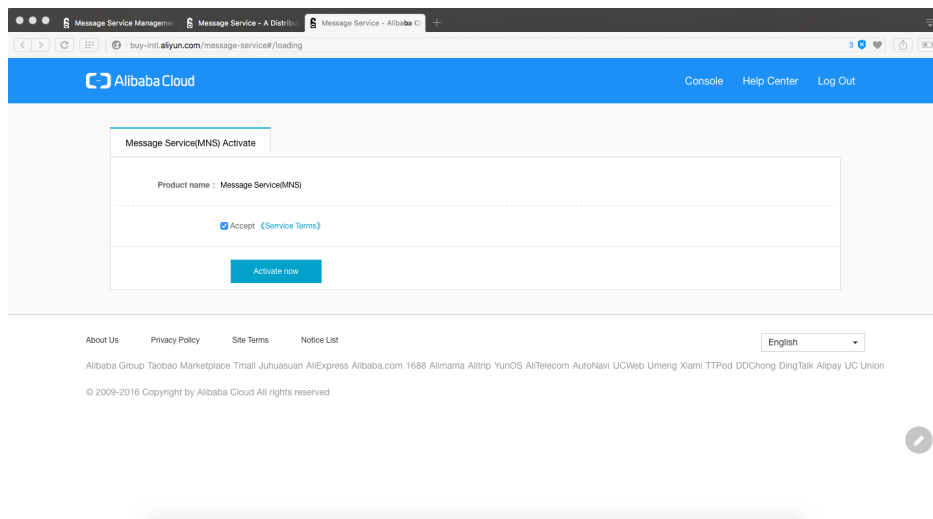 Message Service Managemen
Message Service - A Distribu
Message Service - Alibaba C
buy-intl.aliyun.com/message-service#/loading
3
Alibaba Cloud
Console Help Center Log Out
Message Service(MNS) Activate
Product name : Message Service(MNS)
Accept 《Serrvice Terms》
Activate now
About Us Privacy Policy Site Terms Notice List
English
Alibaba Group Taobao Marketplace Tmall Juhuasuan AliExpress Alibaba.com 1688 Alimama Alitrip YunOS AliTelecom AutoNavi UCWeb Umeng Xiami TTPod DDChong DingTalk Alipay UC Union
© 2009-2016 Copyright by Alibaba Cloud All rights reserved